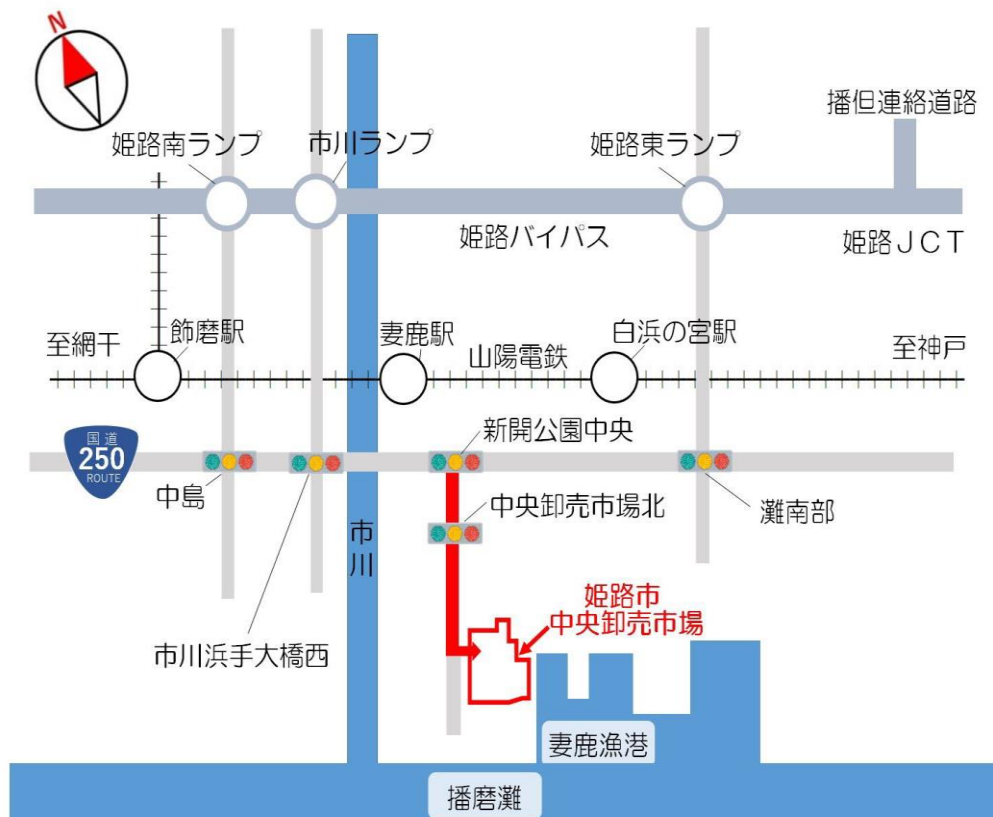 N
播但連絡道路
姫路南ランプ
市川ランプ
姫路東ランプ
姫路バイパス
姫路ＪＣＴ
至網干
飾磨駅
妻鹿駅
山陽電鉄
白浜の宮駅
至神戸
国道
250
ROUTE
新開公園中央
中島
中央卸売市場北
灘南部
市川
市川浜手大橋西
姫路市
中央卸売市場
妻鹿漁港
播磨灘